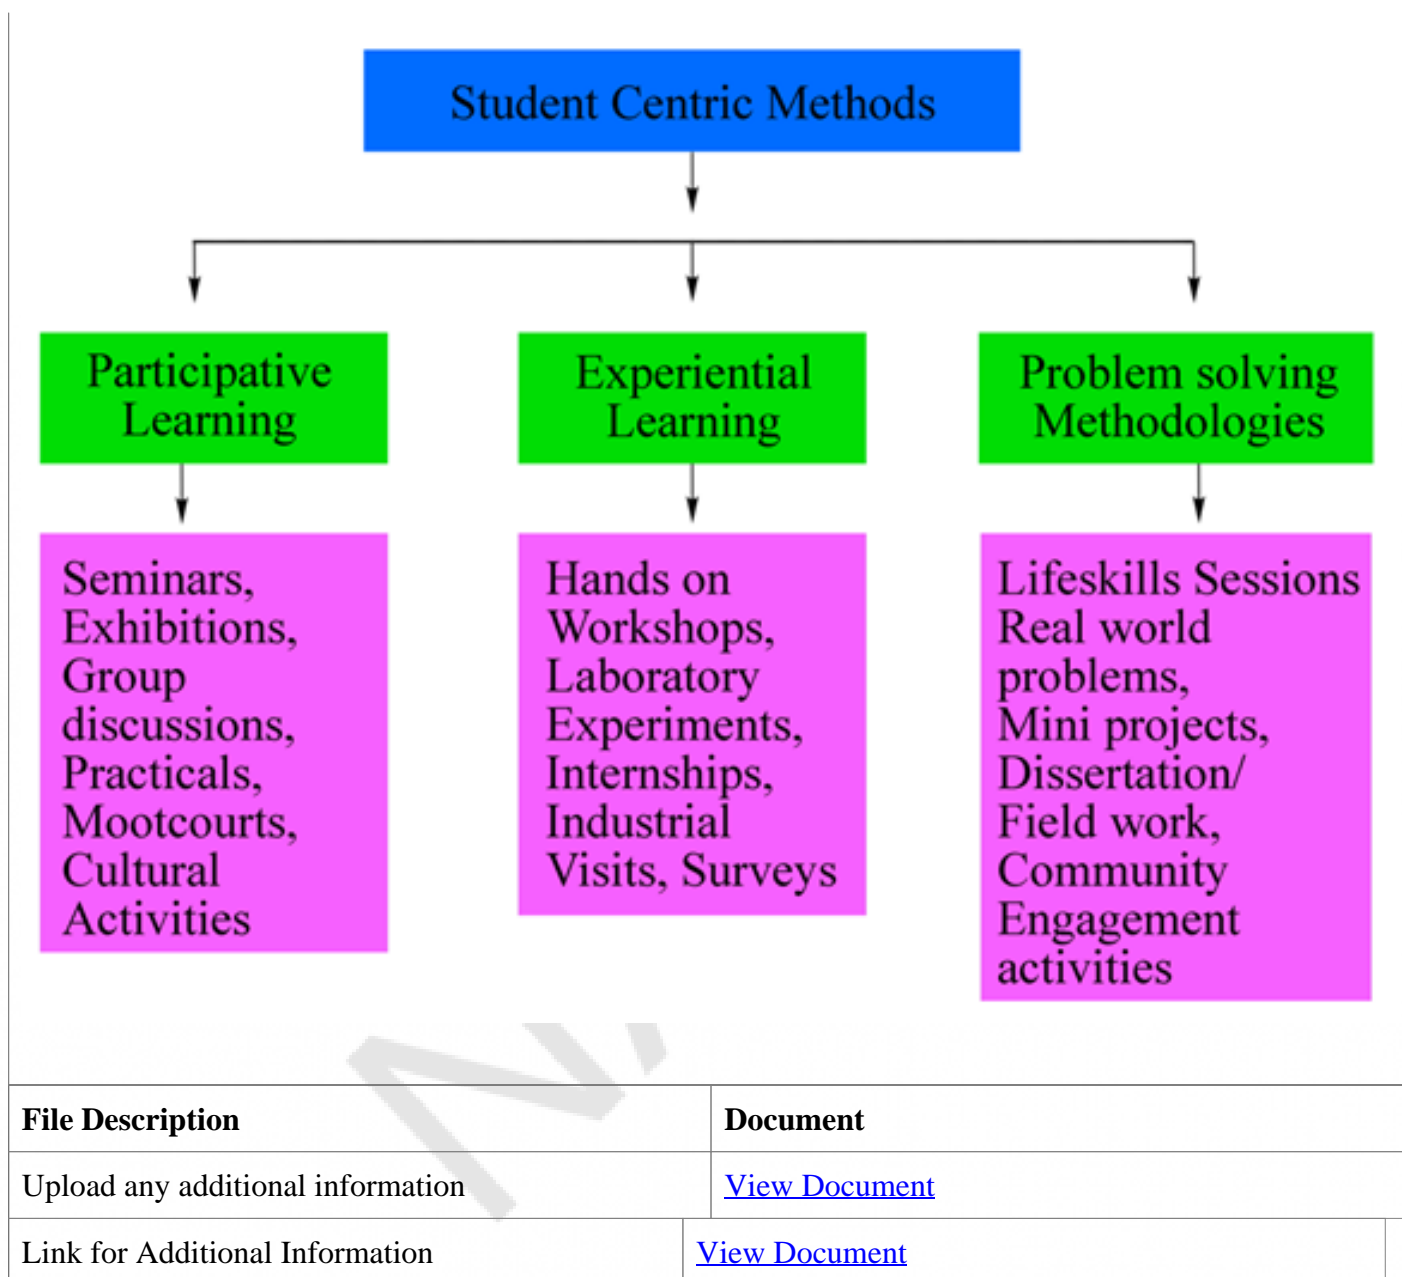 Student Centric Methods
Participative
Learning
Experiential
Learning
Problem solving
Methodologies
Seminars,
Exhibitions,
Group
discussions,
Practicals,
Mootcourts,
Cultural
Activities
Hands on
Workshops,
Laboratory
Experiments,
Internships,
Industrial
Visits, Surveys
Lifeskills Sessions
Real world
problems,
Mini projects,
Dissertation/
Field work,
Community
Engagement
activities
File Description Document
Upload any additional information View Document
Link for Additional Information View Document